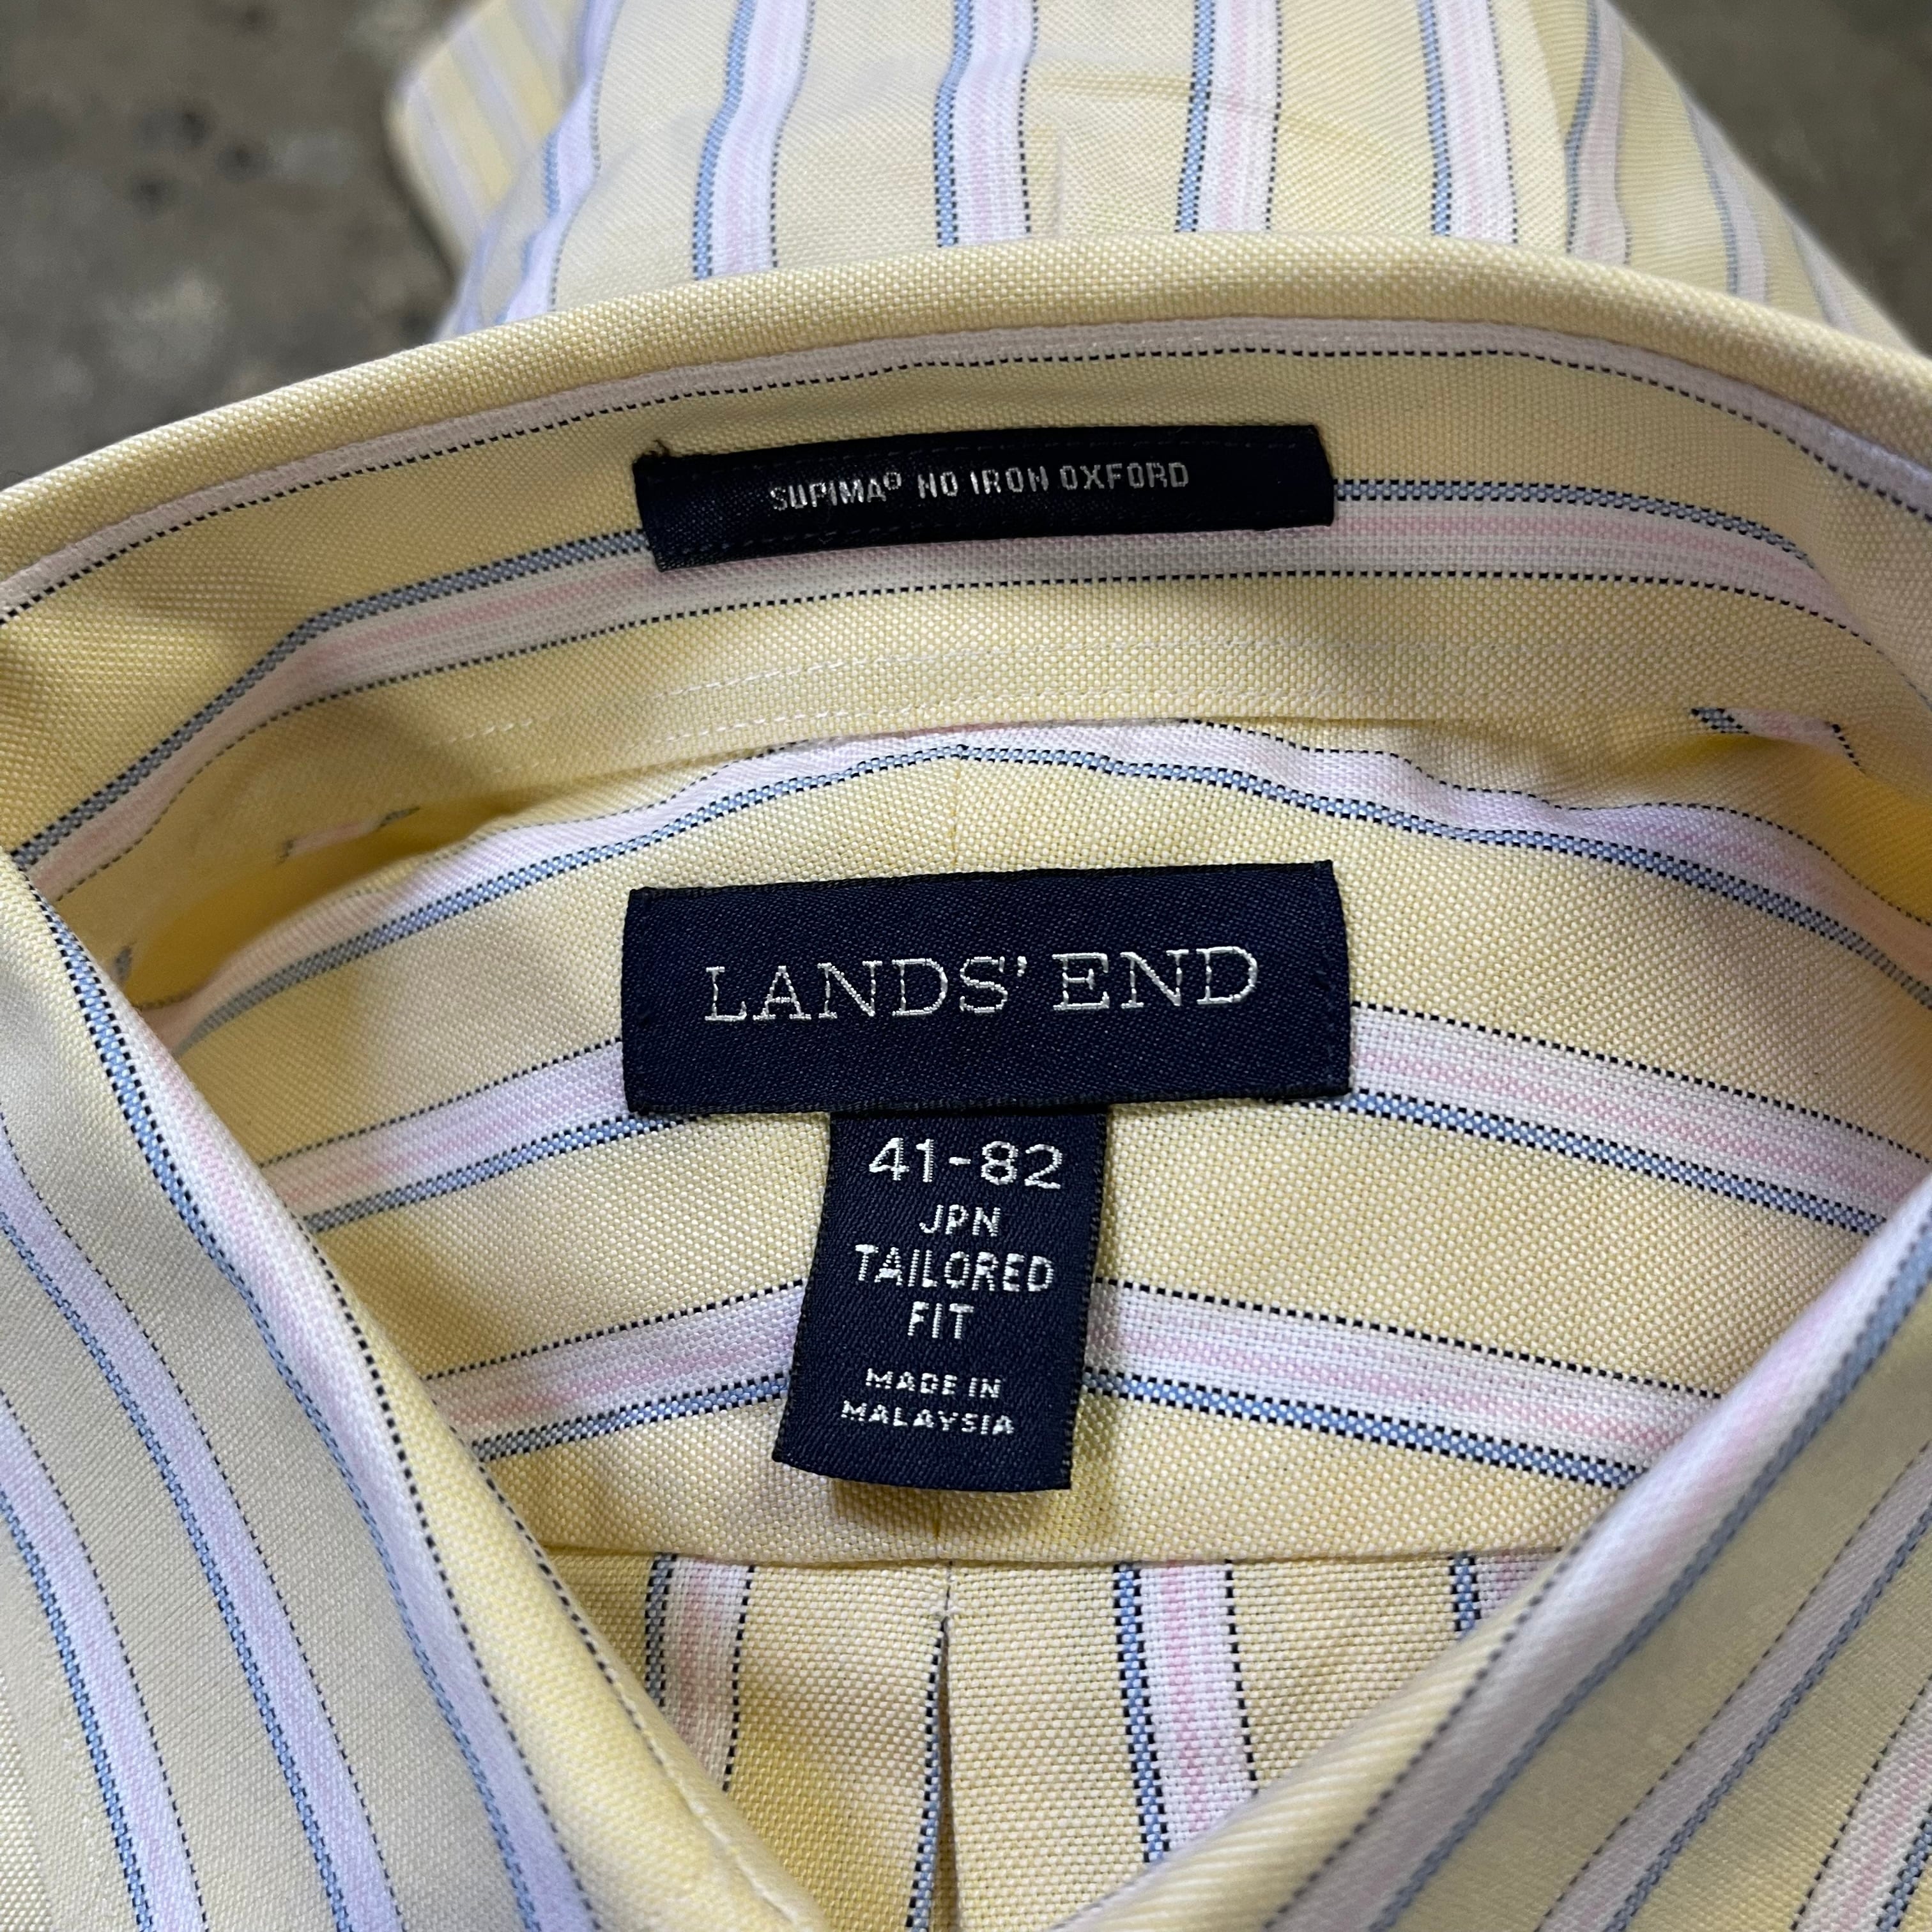 SUPIMA® NO IRON OXFORD
LANDS' END
41-82
JPN
TAILORED
FIT
MADE IN
MALAYSIA